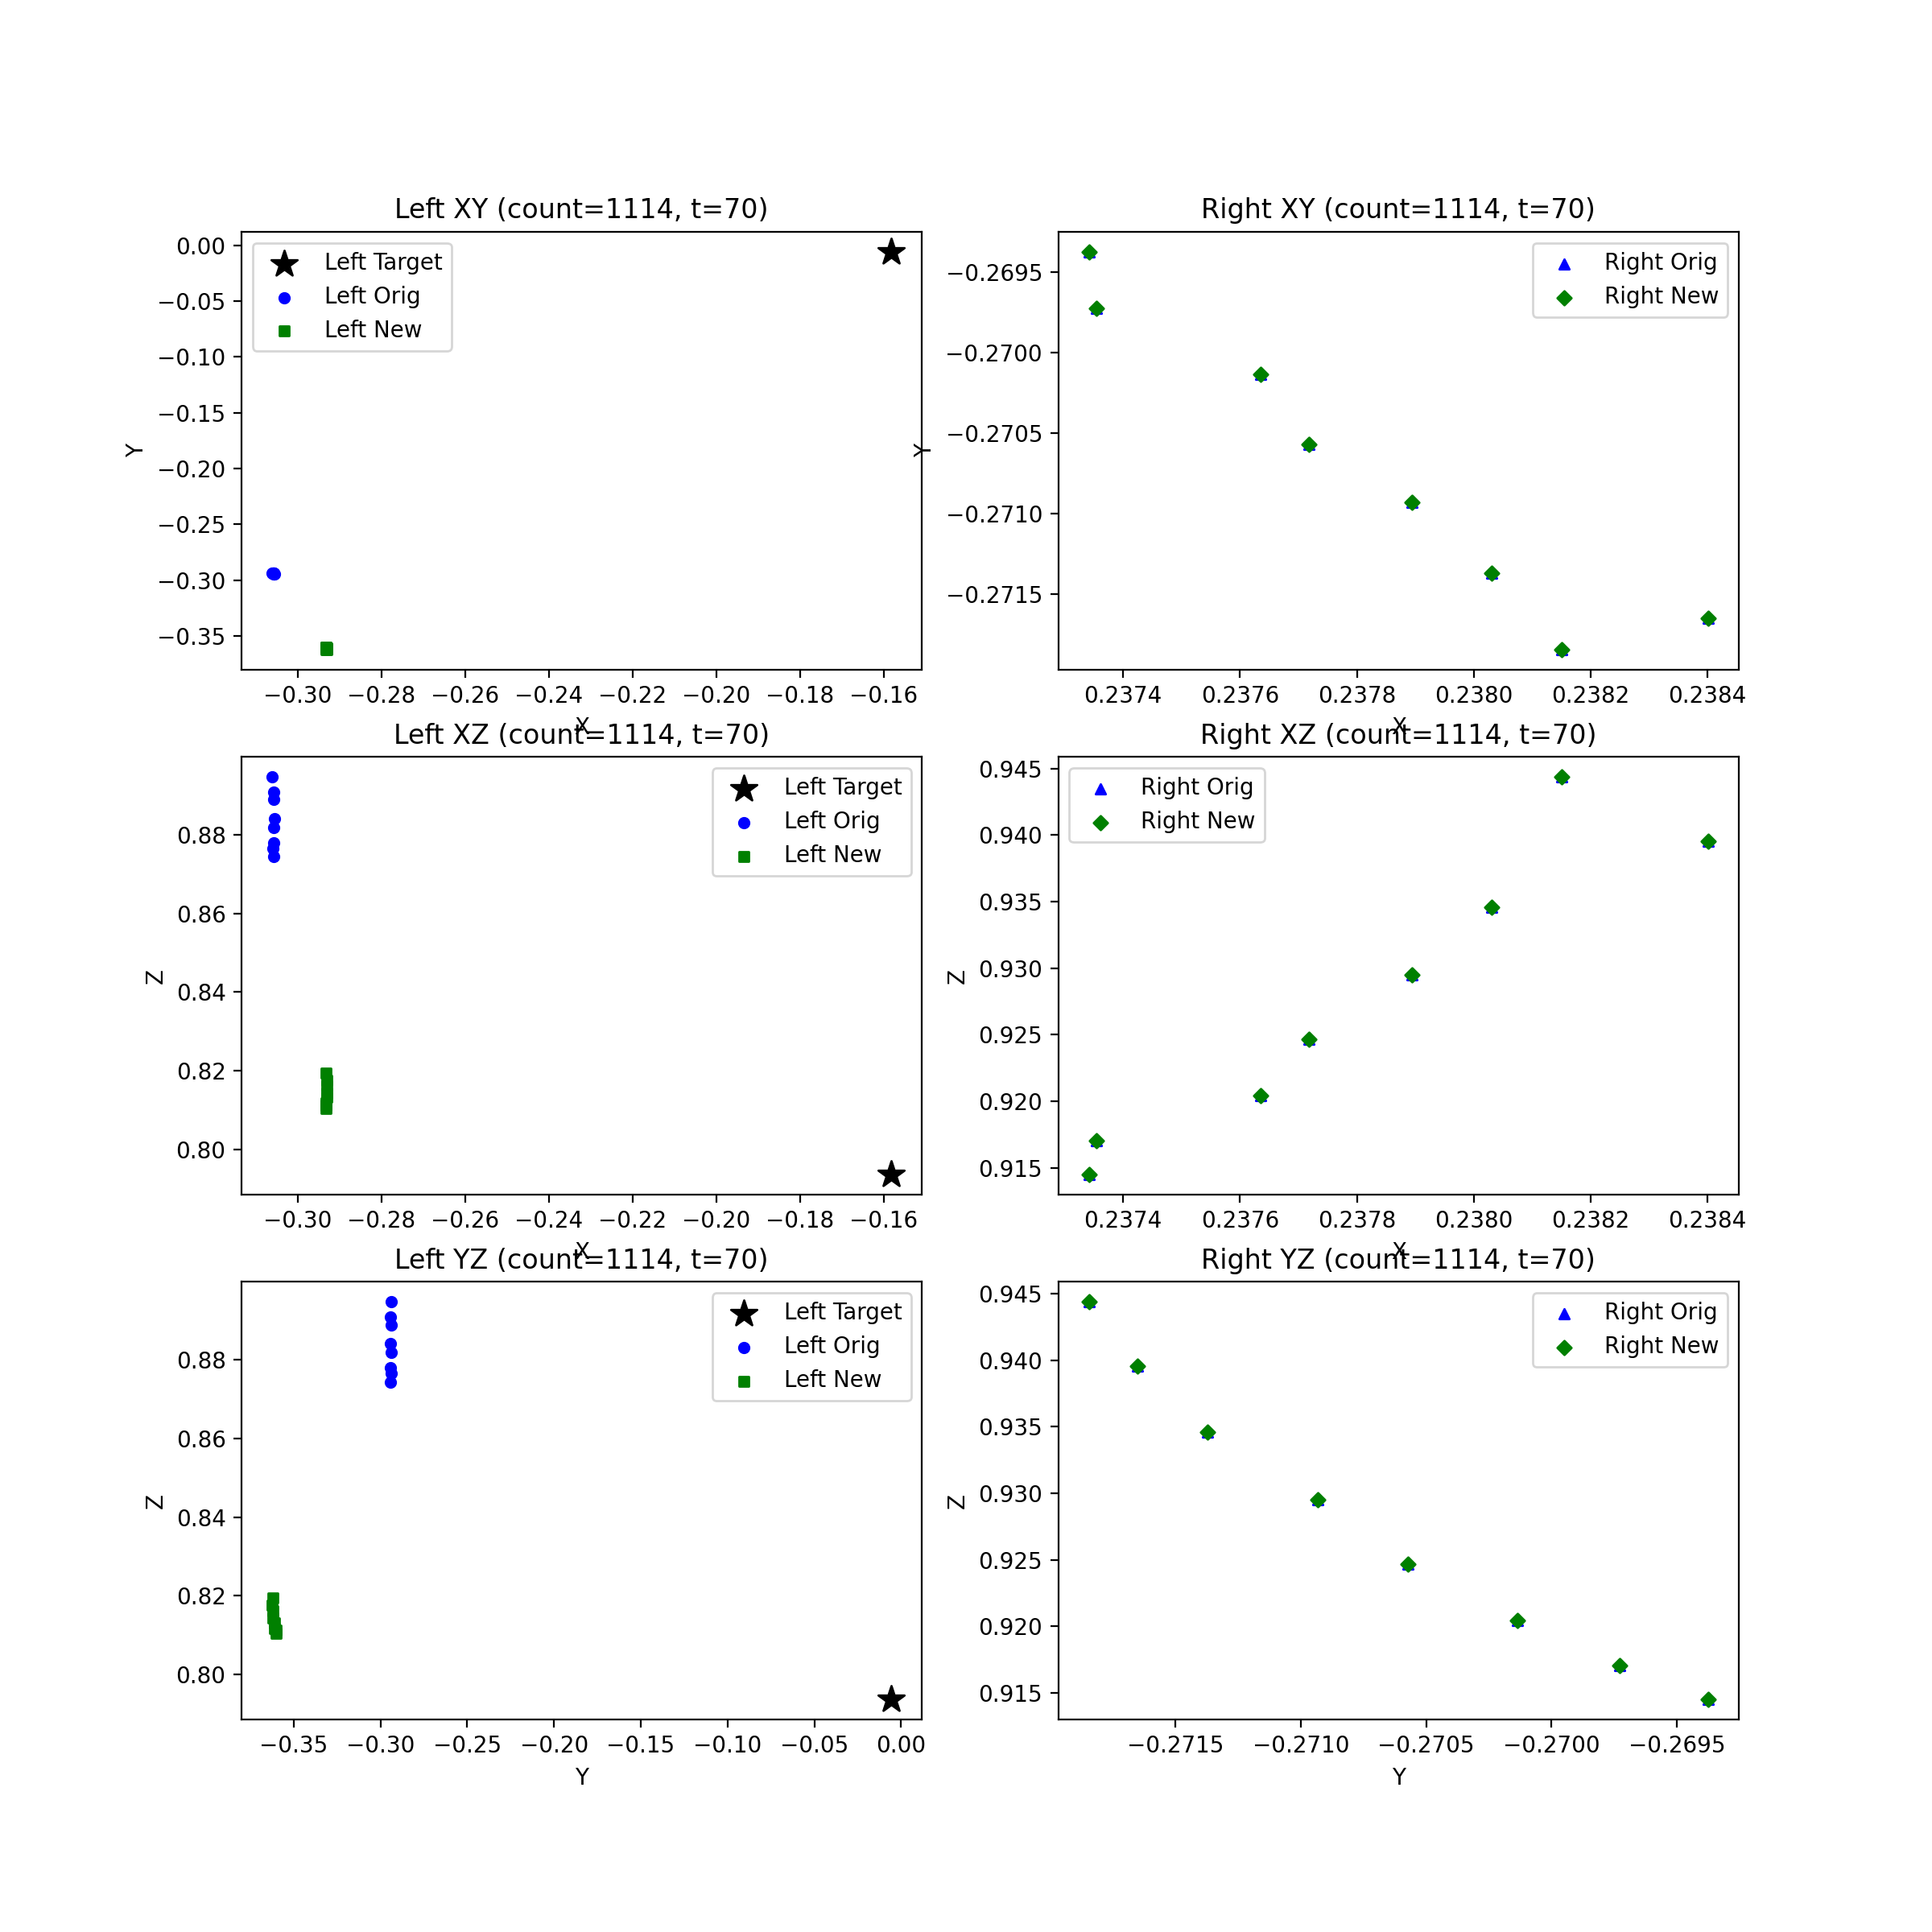 Left XY (count=1114, t=70)
Right XY (count=1114, t=70)
0.00
−0.05
−0.10
−0.15
−0.20
−0.25
−0.30
−0.35
Y
Left Target
Left Orig
Left New
−0.30 −0.28 −0.26 −0.24 −0.22 −0.20 −0.18 −0.16
X
−0.2695
−0.2700
−0.2705
−0.2710
−0.2715
Y
Right Orig
Right New
0.2374 0.2376 0.2378 0.2380 0.2382 0.2384
X
Left XZ (count=1114, t=70)
Right XZ (count=1114, t=70)
0.88
0.86
0.84
0.82
0.80
Z
Left Target
Left Orig
Left New
−0.30 −0.28 −0.26 −0.24 −0.22 −0.20 −0.18 −0.16
X
0.945
0.940
0.935
0.930
0.925
0.920
0.915
Z
Right Orig
Right New
0.2374 0.2376 0.2378 0.2380 0.2382 0.2384
X
Left YZ (count=1114, t=70)
Right YZ (count=1114, t=70)
0.88
0.86
0.84
0.82
0.80
Z
Left Target
Left Orig
Left New
−0.35 −0.30 −0.25 −0.20 −0.15 −0.10 −0.05 0.00
Y
0.945
0.940
0.935
0.930
0.925
0.920
0.915
Z
Right Orig
Right New
−0.2715 −0.2710 −0.2705 −0.2700 −0.2695
Y